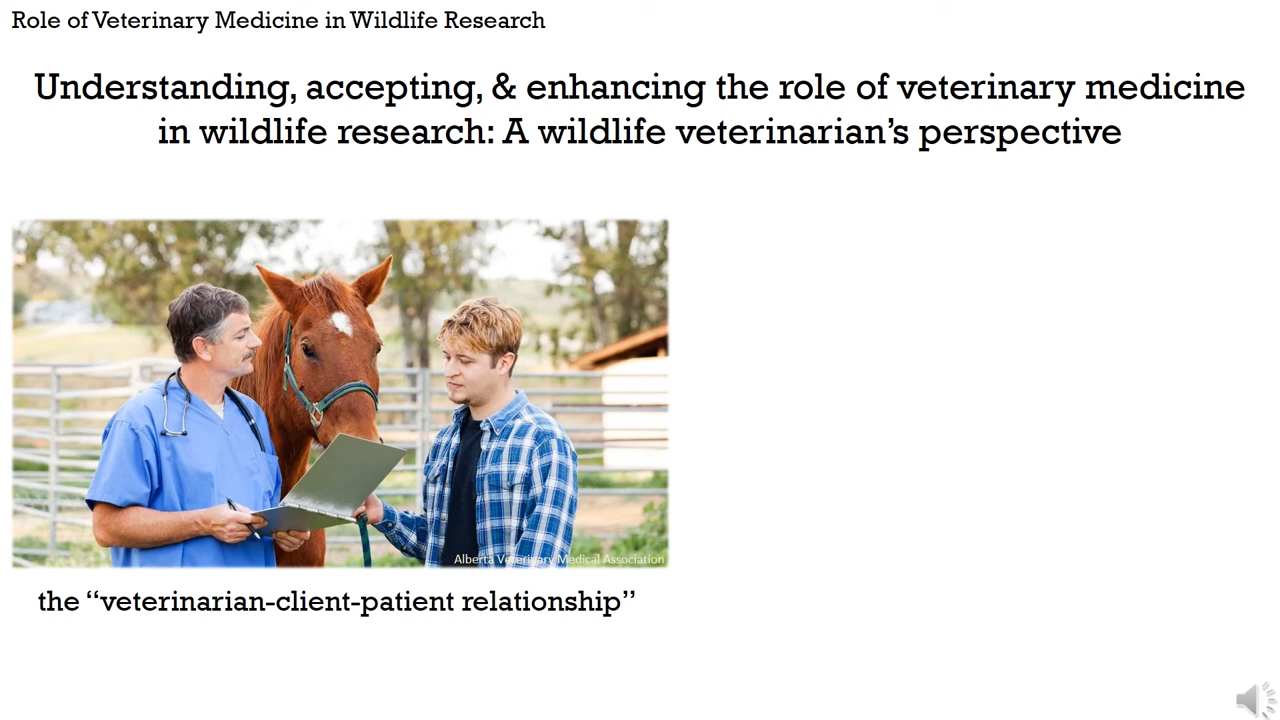 Role of Veterinary Medicine in Wildlife Research
Understanding, accepting, & enhancing the role of veterinary medicine
in wildlife research: A wildlife veterinarian’s perspective
Alberta Veterinary Medical Association
the “veterinarian-client-patient relationship”